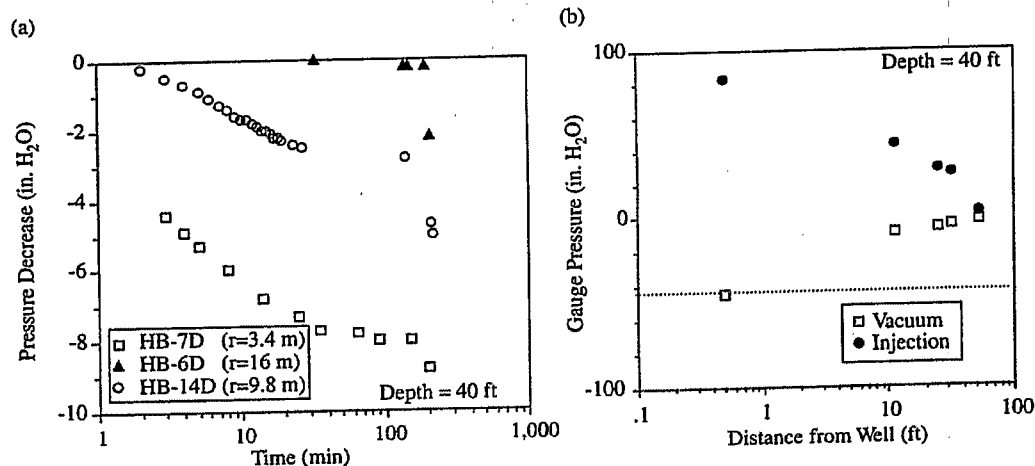 (a)
0
-2
-4
-6
-8
-10
Pressure Decrease (in. H₂O)
HB-7D (r=3.4 m)
HB-6D (r=16 m)
HB-14D (r=9.8 m)
Depth = 40 ft
1
10
100
1,000
Time (min)
(b)
100
0
-100
Gauge Pressure (in. H₂O)
Depth = 40 ft
Vacuum
Injection
.1
1
10
100
Distance from Well (ft)